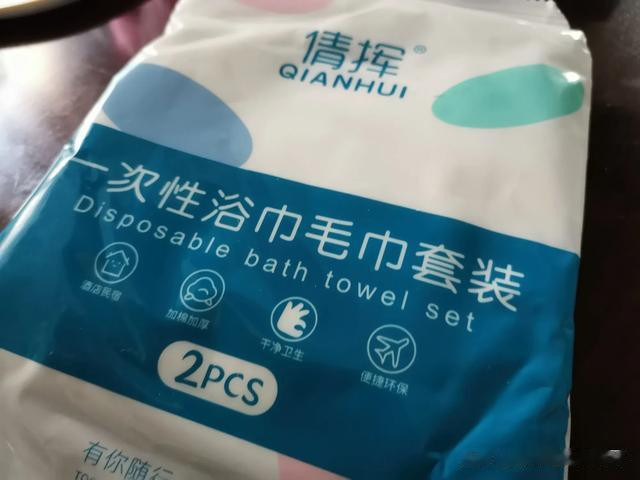 倩挥®
QIANHUI
一次性浴巾毛巾套装
Disposable bath towel set
酒店民宿
加棉加厚
干净卫生
便捷环保
2PCS
有你随行